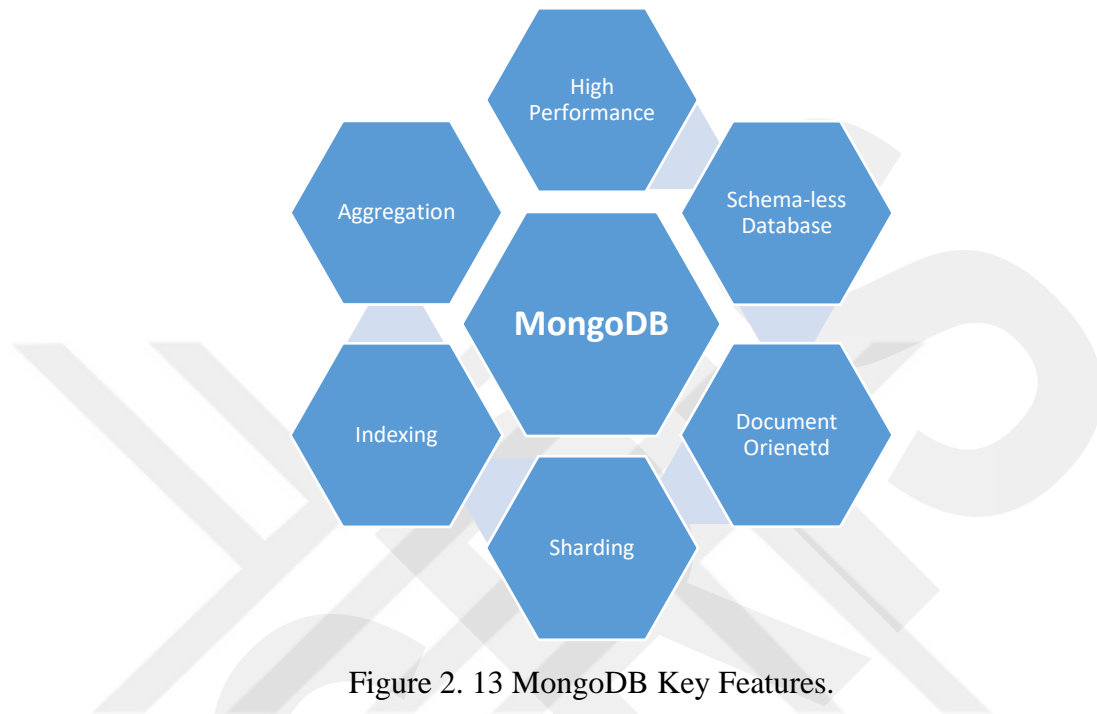 High
Performance
Aggregation
Schema-less
Database
MongoDB
Indexing
Document
Orienetd
Sharding
Figure 2. 13 MongoDB Key Features.